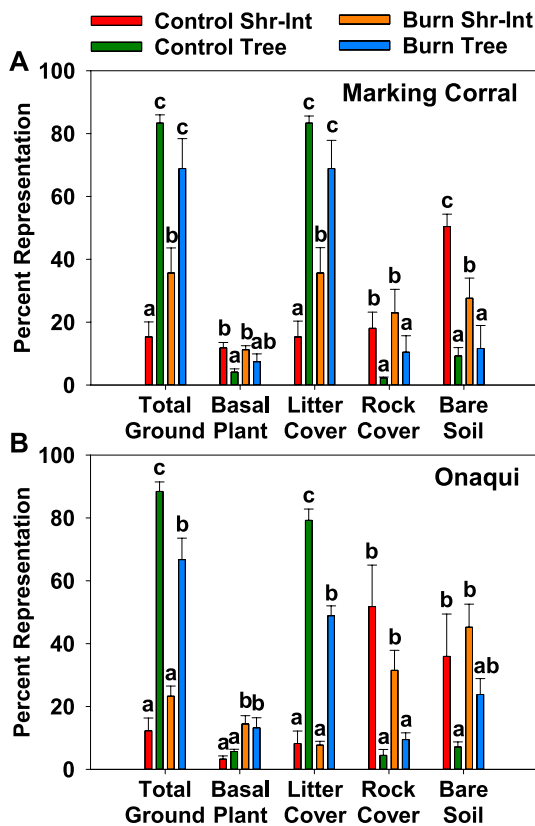 Control Shr-Int Burn Shr-Int
Control Tree Burn Tree
A
Marking Corral
Percent Representation
100
80
60
40
20
0
a c b c
b a b ab
a c b c
b a b a
c a b a
Total Ground
Basal Plant
Litter Cover
Rock Cover
Bare Soil
B
Onaqui
Percent Representation
100
80
60
40
20
0
a c a b
a a b b
a c a b
b a b a
b a b ab
Total Ground
Basal Plant
Litter Cover
Rock Cover
Bare Soil